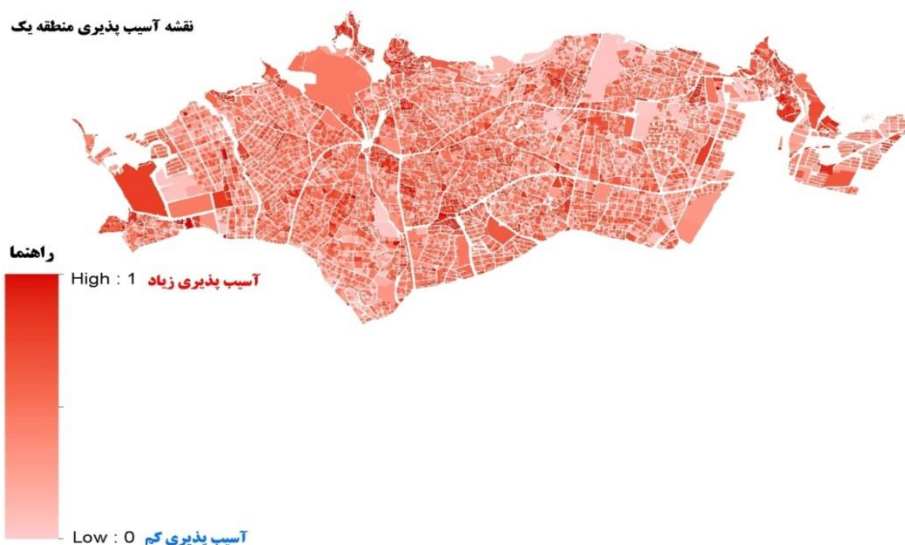 نقشه آسیب پذیری منطقه یک
راهنما
High : 1 آسیب پذیری زیاد
Low : 0 آسیب پذیری کم